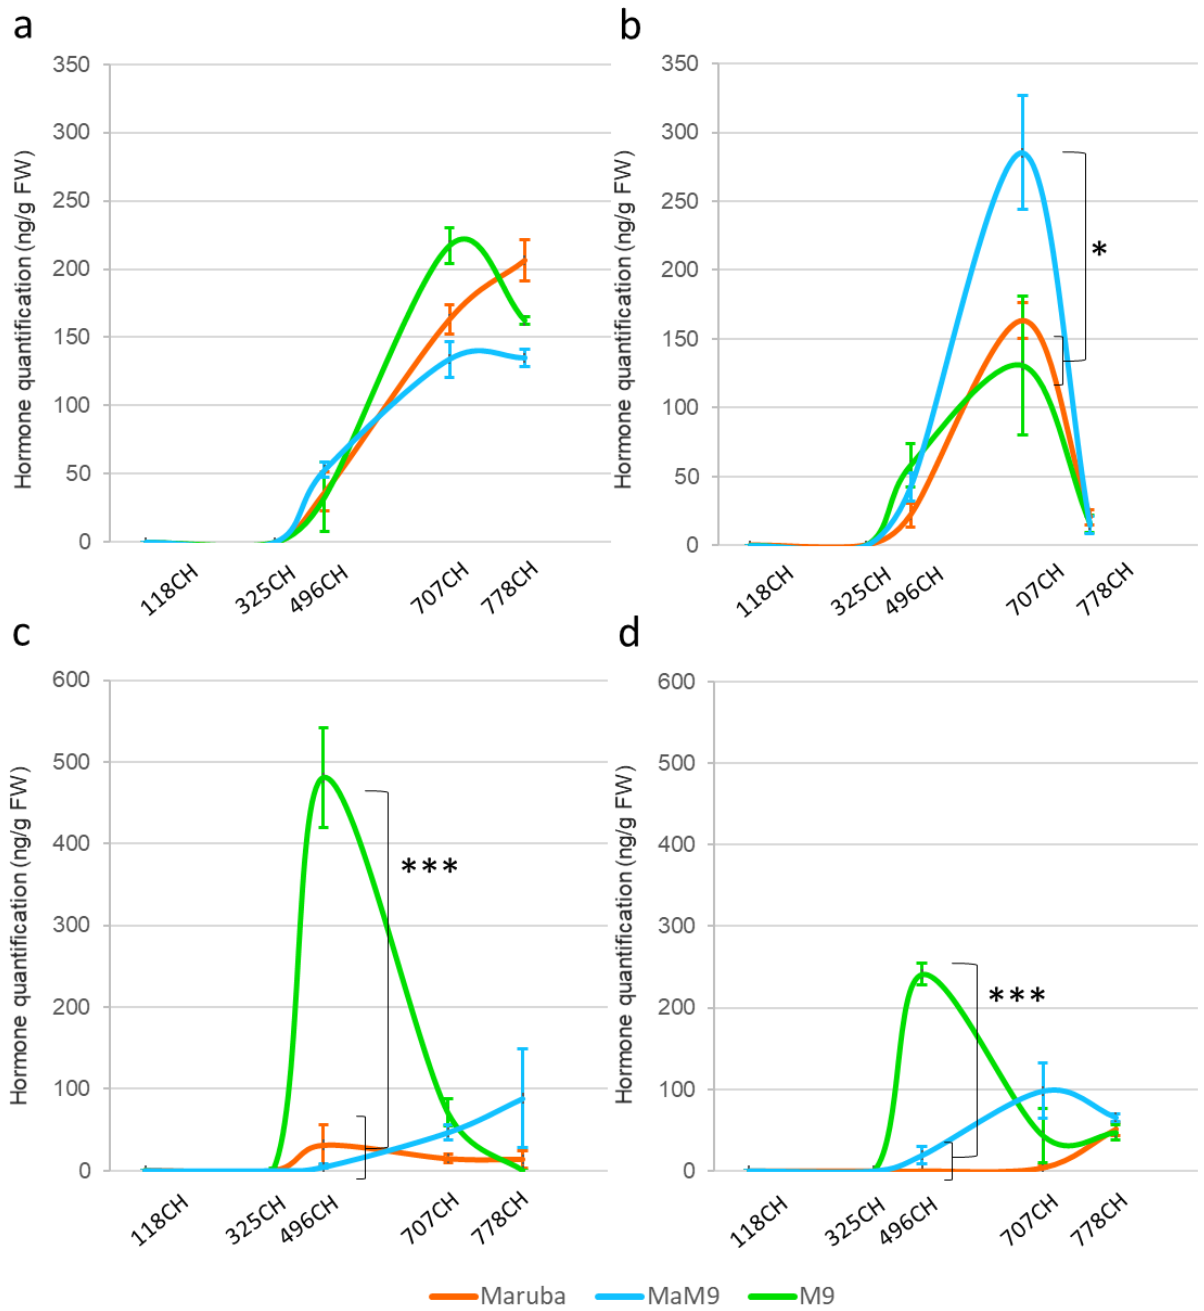 a
350
300
250
200
150
100
50
0
Hormone quantification (ng/g FW)
118CH
325CH
496CH
707CH
778CH
b
350
300
250
200
150
100
50
0
Hormone quantification (ng/g FW)
*
118CH
325CH
496CH
707CH
778CH
c
600
500
400
300
200
100
0
Hormone quantification (ng/g FW)
***
118CH
325CH
496CH
707CH
778CH
d
600
500
400
300
200
100
0
Hormone quantification (ng/g FW)
***
118CH
325CH
496CH
707CH
778CH
Maruba MaM9 M9